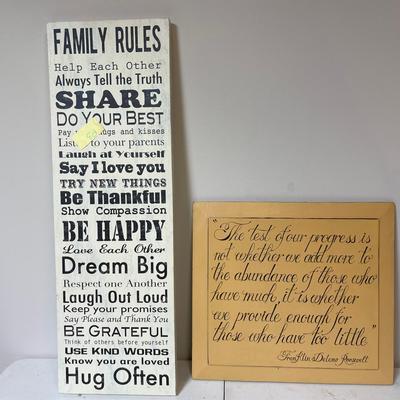 FAMILY RULES
Help Each Other
Always Tell the Truth
SHARE
DO YOUR BEST
Pay hugs and kisses
Listen to your parents
Laugh at Yourself
Say I love you
TRY NEW THINGS
Be Thankful
Show Compassion
BE HAPPY
Love Each Other
Dream Big
Respect one Another
Laugh Out Loud
Keep your promises
Say Please and Thank You
BE GRATEFUL
Think of others before yourself
USE KIND WORDS
Know you are loved
Hug Often
"The test of our progress is
not whether we add more to
the abundance of those who
have much, it is whether
we provide enough for
those who have too little"
Franklin Delano Roosevelt